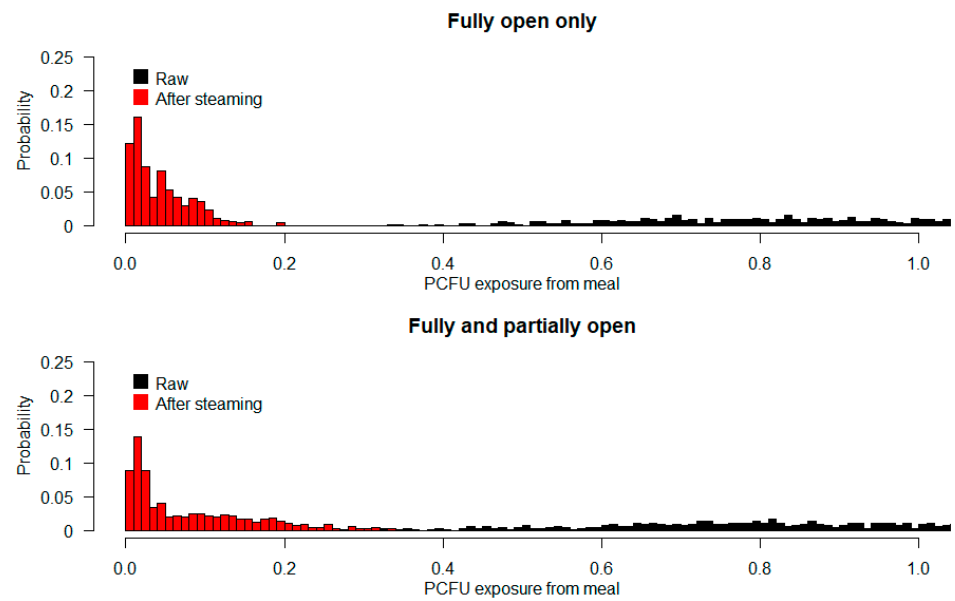 Fully open only
0.25
0.2
0.15
0.1
0.05
0
Probability
Raw
After steaming
0.0 0.2 0.4 0.6 0.8 1.0
PCFU exposure from meal
Fully and partially open
0.25
0.2
0.15
0.1
0.05
0
Probability
Raw
After steaming
0.0 0.2 0.4 0.6 0.8 1.0
PCFU exposure from meal